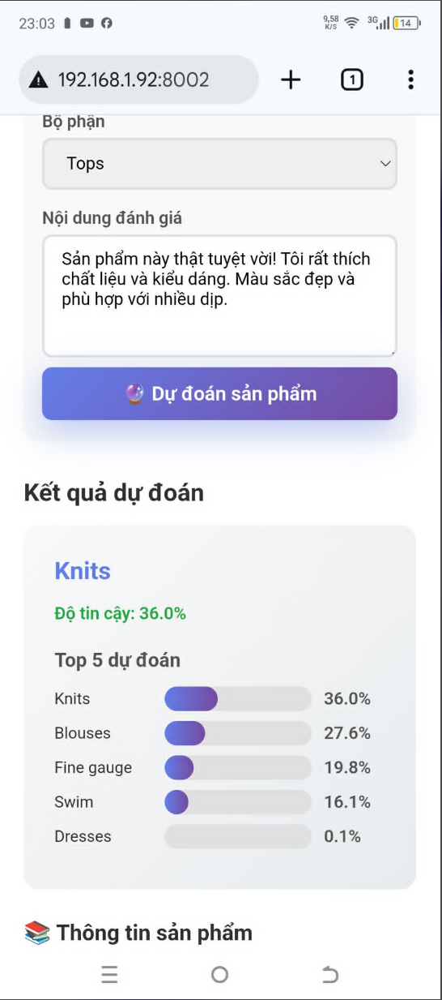 23:03
9,58
K/S
3G
14
192.168.1.92:8002
1
Bộ phận
Tops
Nội dung đánh giá
Sản phẩm này thật tuyệt vời! Tôi rất thích
chất liệu và kiểu dáng. Màu sắc đẹp và
phù hợp với nhiều dịp.
🔮 Dự đoán sản phẩm
Kết quả dự đoán
Knits
Độ tin cậy: 36.0%
Top 5 dự đoán
Knits 36.0%
Blouses 27.6%
Fine gauge 19.8%
Swim 16.1%
Dresses 0.1%
📚 Thông tin sản phẩm